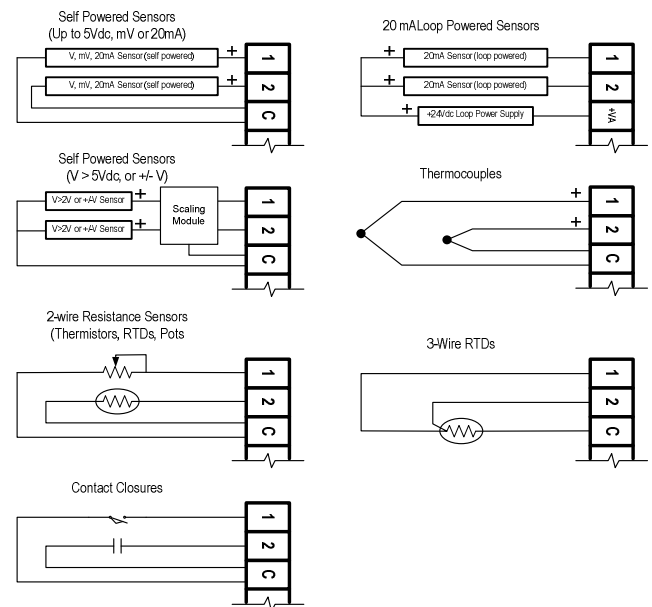 Self Powered Sensors
(Up to 5Vdc, mV or 20mA)
V, mV, 20mA Sensor (self powered)
+
1
V, mV, 20mA Sensor (self powered)
+
2
C
20 mA Loop Powered Sensors
+
20mA Sensor (loop powered)
1
+
20mA Sensor (loop powered)
2
+
+24Vdc Loop Power Supply
+VA
Self Powered Sensors
(V > 5Vdc, or +/- V)
V>2V or +/-V Sensor
+
Scaling
Module
1
V>2V or +/-V Sensor
+
2
C
Thermocouples
+
1
+
2
C
2-wire Resistance Sensors
(Thermistors, RTDs, Pots
1
2
C
3-Wire RTDs
1
2
C
Contact Closures
1
2
C